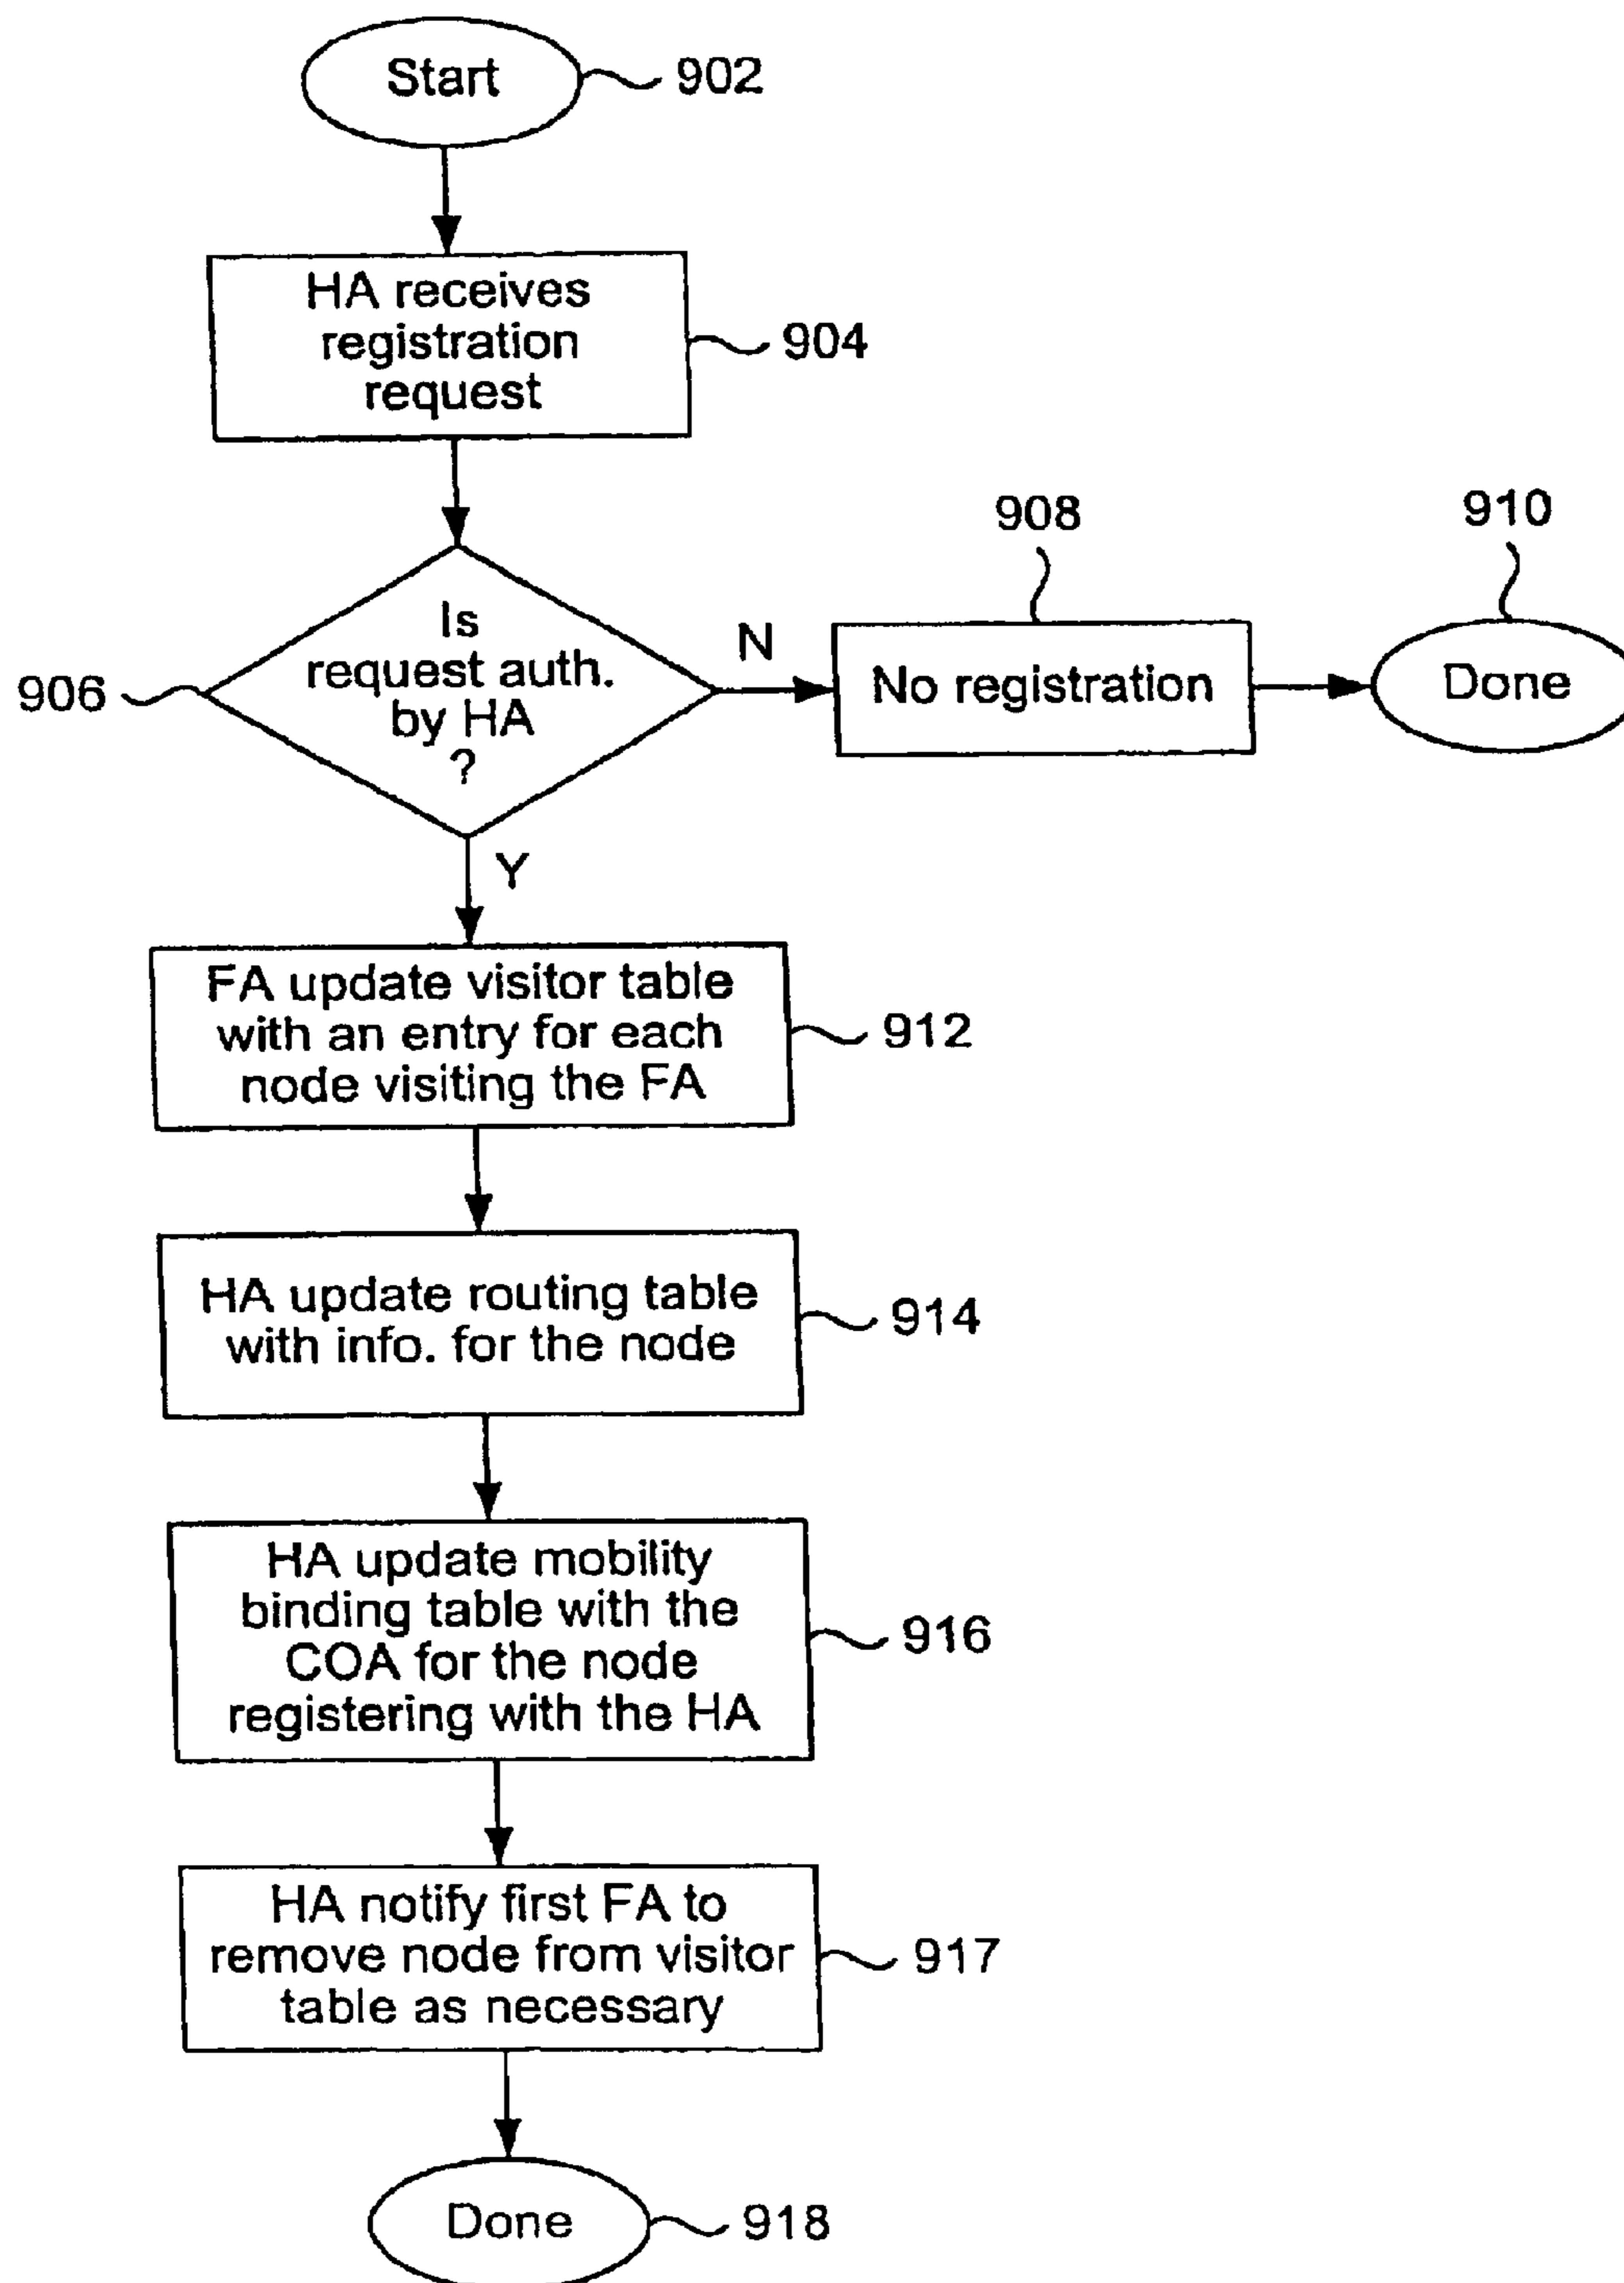 Start
902
HA receives
registration
request
904
908
910
Is
request auth.
by HA
?
906
N
No registration
Done
Y
FA update visitor table
with an entry for each
node visiting the FA
912
HA update routing table
with info. for the node
914
HA update mobility
binding table with the
COA for the node
registering with the HA
916
HA notify first FA to
remove node from visitor
table as necessary
917
Done
918